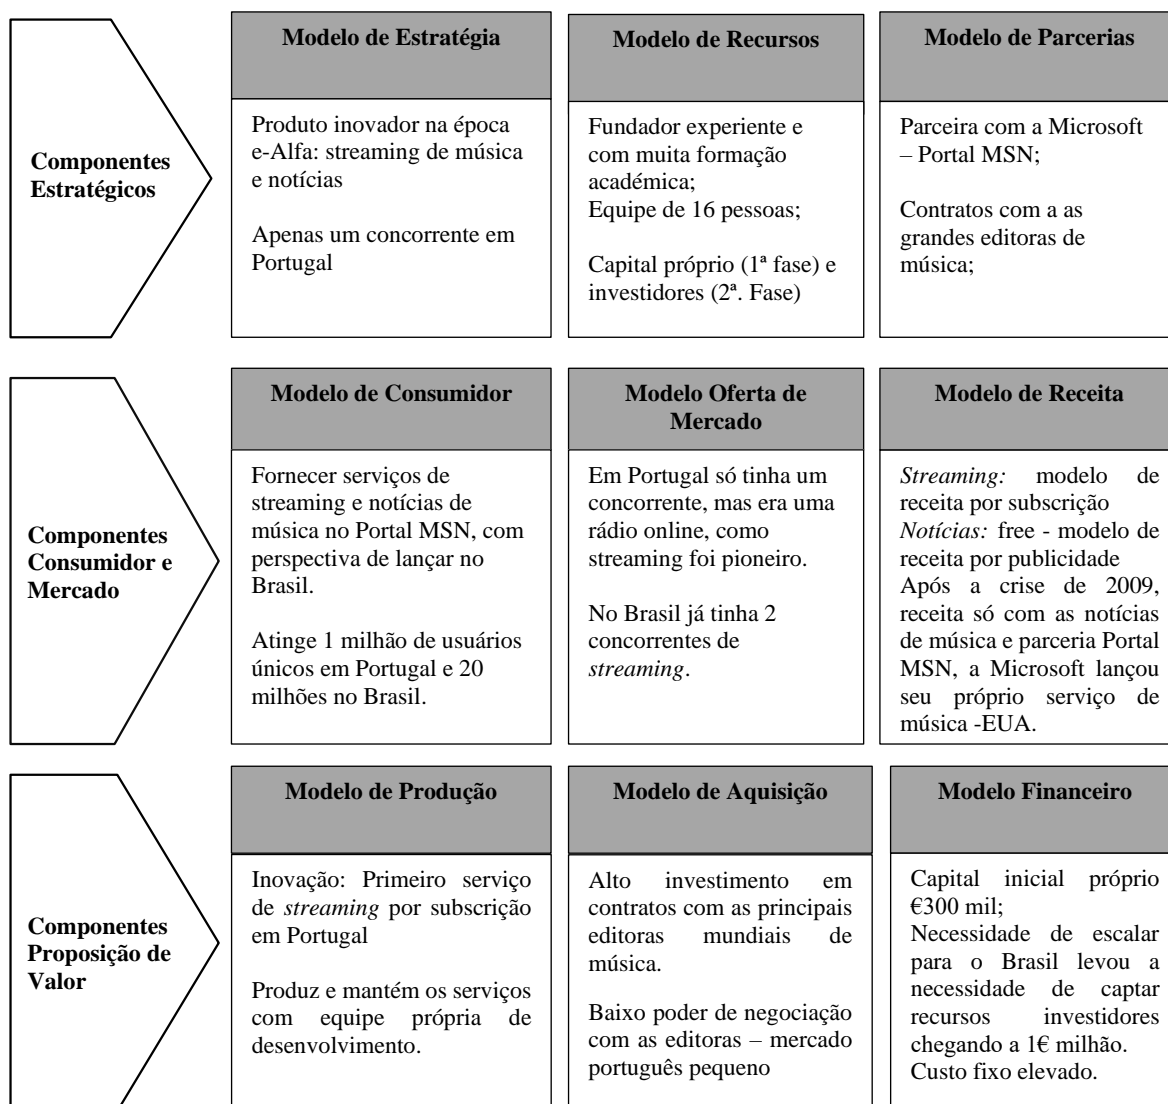 Componentes
Estratégicos
Modelo de Estratégia
Produto inovador na época
e-Alfa: streaming de música
e notícias
Apenas um concorrente em
Portugal
Modelo de Recursos
Fundador experiente e
com muita formação
académica;
Equipe de 16 pessoas;
Capital próprio (1ª fase) e
investidores (2ª. Fase)
Modelo de Parcerias
Parceira com a Microsoft
– Portal MSN;
Contratos com a as
grandes editoras de
música;
Componentes
Consumidor e
Mercado
Modelo de Consumidor
Fornecer serviços de
streaming e notícias de
música no Portal MSN, com
perspectiva de lançar no
Brasil.
Atinge 1 milhão de usuários
únicos em Portugal e 20
milhões no Brasil.
Modelo Oferta de
Mercado
Em Portugal só tinha um
concorrente, mas era uma
rádio online, como
streaming foi pioneiro.
No Brasil já tinha 2
concorrentes de
streaming.
Modelo de Receita
Streaming: modelo de
receita por subscrição
Notícias: free - modelo de
receita por publicidade
Após a crise de 2009,
receita só com as notícias
de música e parceria Portal
MSN, a Microsoft lançou
seu próprio serviço de
música -EUA.
Componentes
Proposição de
Valor
Modelo de Produção
Inovação: Primeiro serviço
de streaming por subscrição
em Portugal
Produz e mantém os serviços
com equipe própria de
desenvolvimento.
Modelo de Aquisição
Alto investimento em
contratos com as principais
editoras mundiais de
música.
Baixo poder de negociação
com as editoras – mercado
português pequeno
Modelo Financeiro
Capital inicial próprio
€300 mil;
Necessidade de escalar
para o Brasil levou a
necessidade de captar
recursos investidores
chegando a 1€ milhão.
Custo fixo elevado.